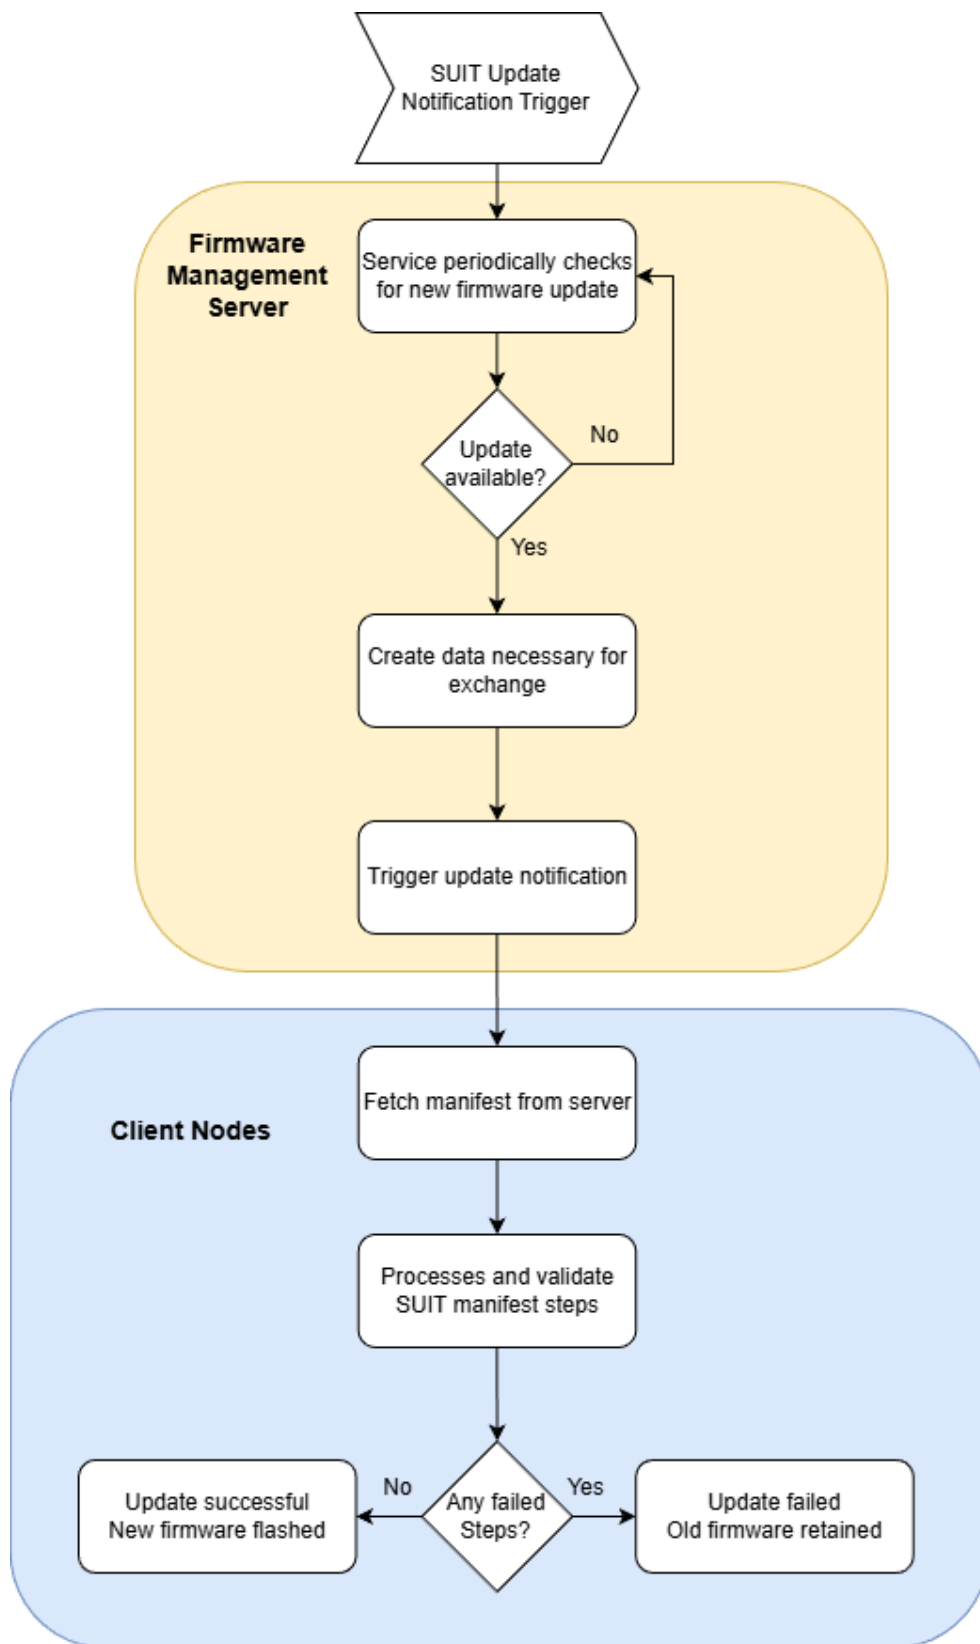 SUIT Update
Notification Trigger
Firmware
Management
Server
Service periodically checks
for new firmware update
Update
available?
No
Yes
Create data necessary for
exchange
Trigger update notification
Client Nodes
Fetch manifest from server
Processes and validate
SUIT manifest steps
Any failed
Steps?
No
Yes
Update successful
New firmware flashed
Update failed
Old firmware retained